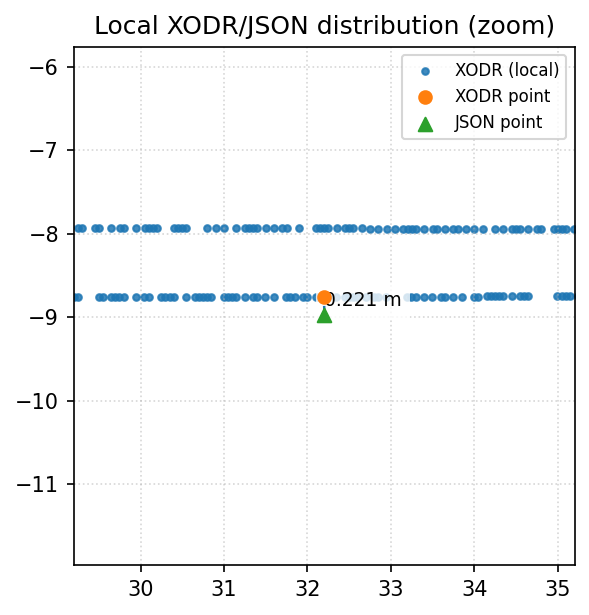 Local XODR/JSON distribution (zoom)
XODR (local)
XODR point
JSON point
−6
−7
−8
−9
−10
−11
0.221 m
30
31
32
33
34
35